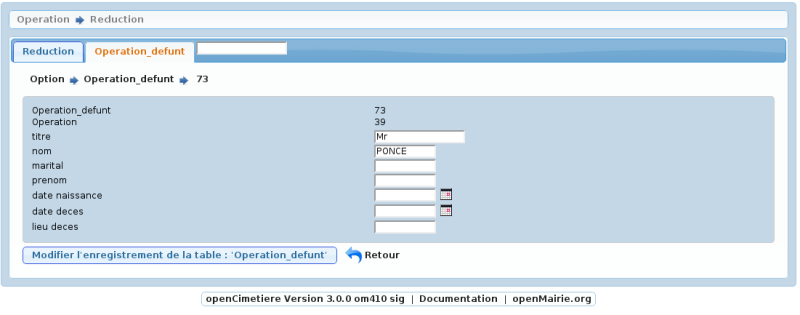 Operation Reduction
Reduction Operation_defunt
Option Operation_defunt 73
Operation_defunt 73
Operation 39
titre Mr
nom PONCE
marital
prenom
date naissance
date deces
lieu deces
Modifier l'enregistrement de la table : 'Operation_defunt' Retour
openCimetiere Version 3.0.0 om410 sig | Documentation | openMairie.org